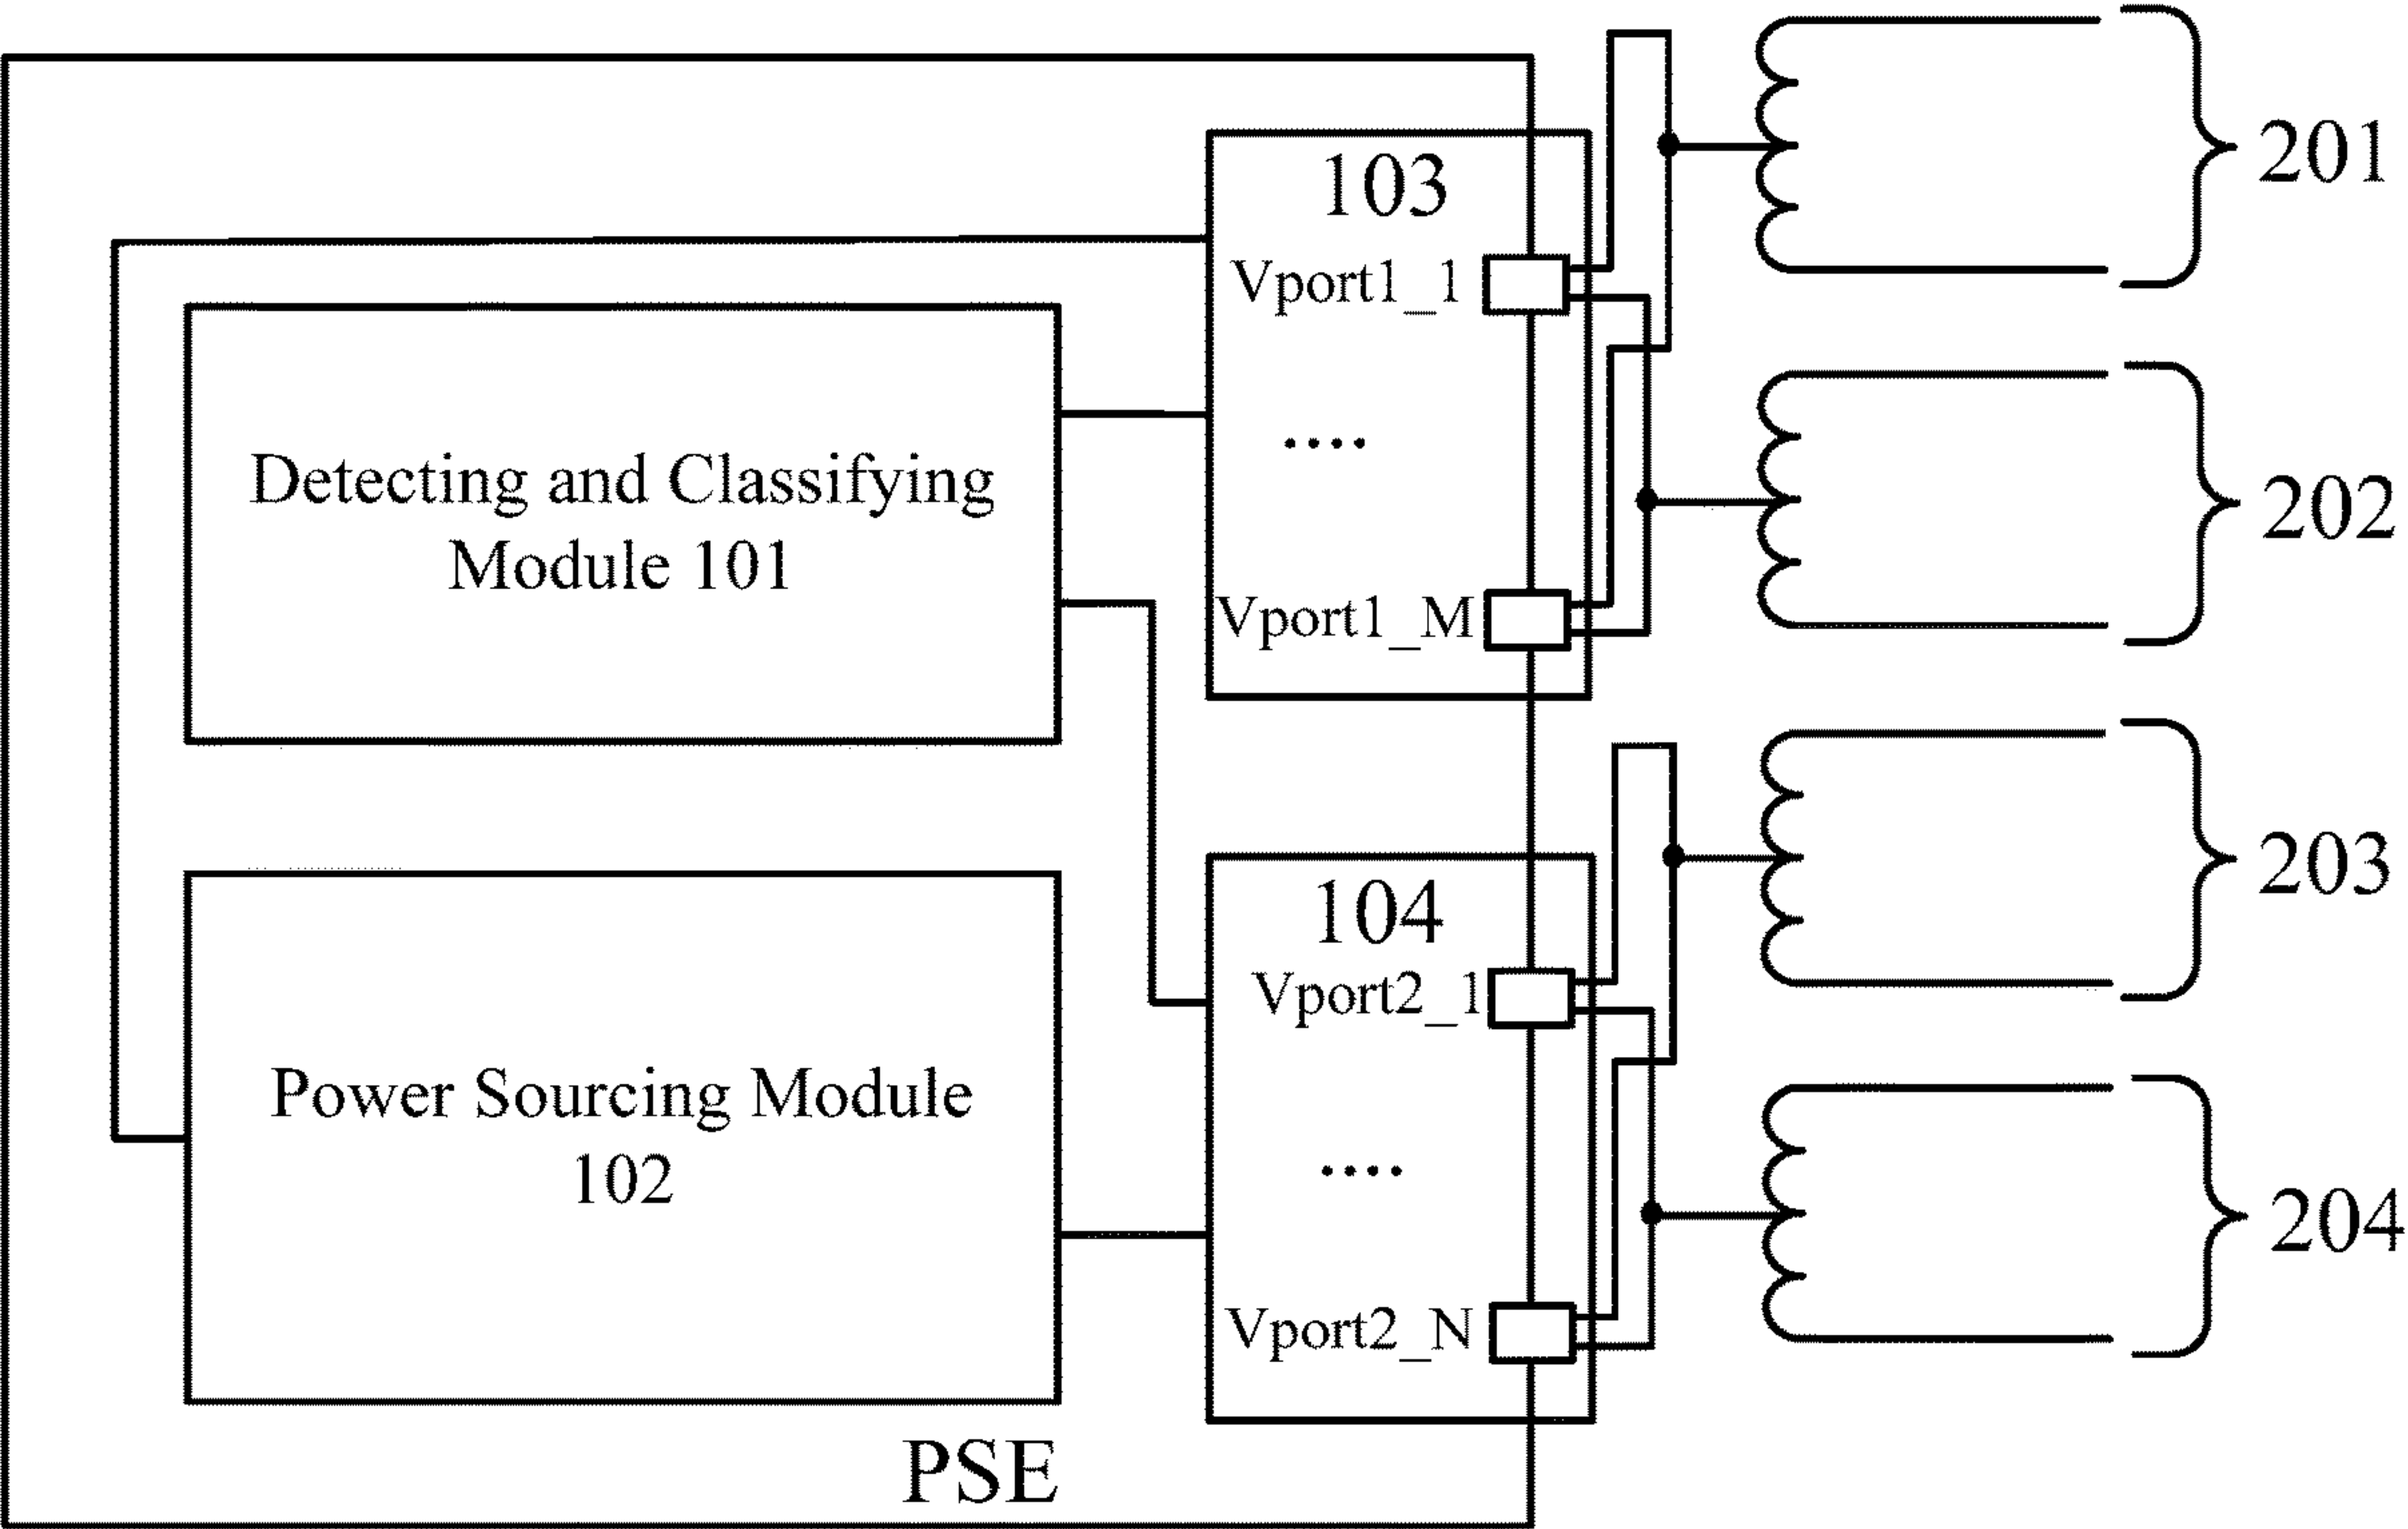 201
103
Vport1_1
....
Detecting and Classifying
Module 101
202
Vport1_M
203
104
Vport2_1
Power Sourcing Module
102
....
204
Vport2_N
PSE